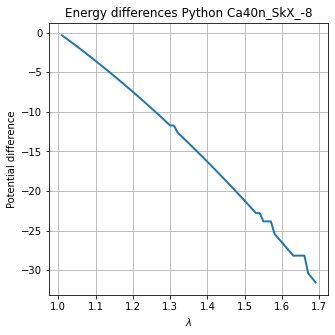 Energy differences Python Ca40n_SkX_-8
Potential difference
0
−5
−10
−15
−20
−25
−30
1.0 1.1 1.2 1.3 1.4 1.5 1.6 1.7
λ